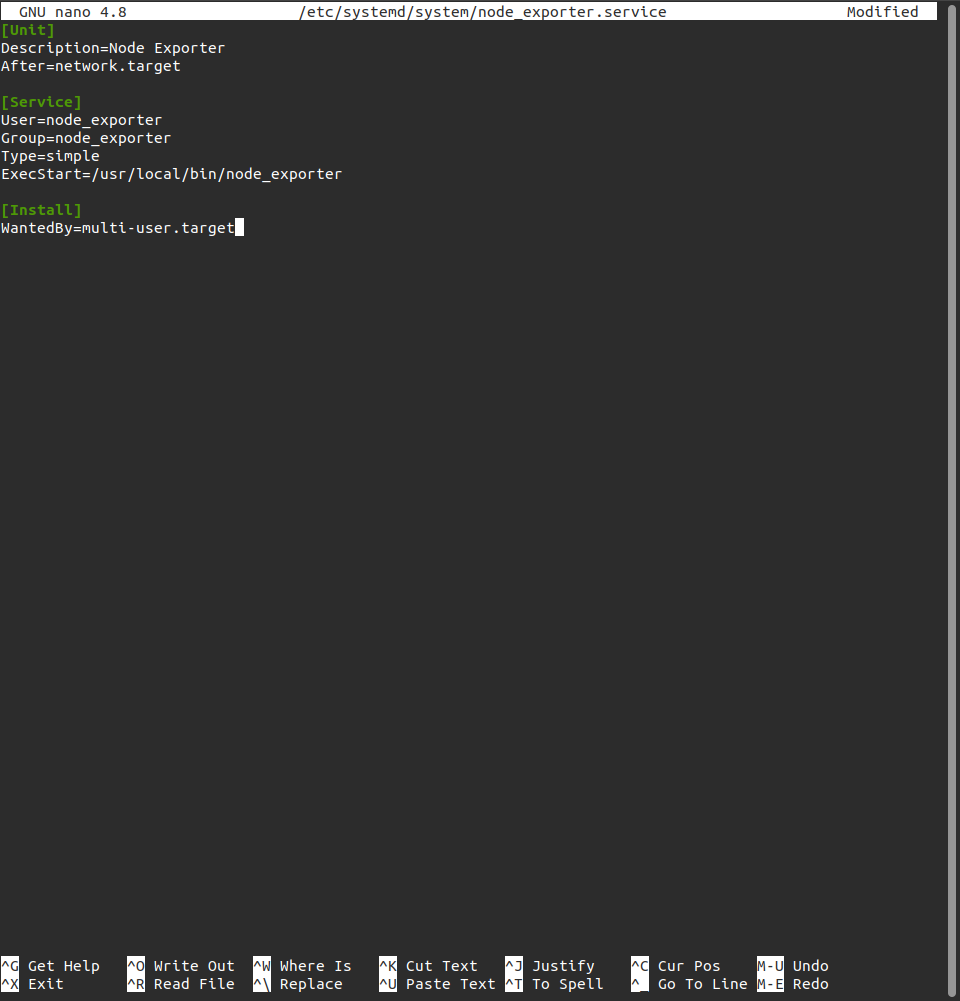 GNU nano 4.8 /etc/systemd/system/node_exporter.service Modified
[Unit]
Description=Node Exporter
After=network.target
[Service]
User=node_exporter
Group=node_exporter
Type=simple
ExecStart=/usr/local/bin/node_exporter
[Install]
WantedBy=multi-user.target
^G Get Help ^O Write Out ^W Where Is ^K Cut Text ^J Justify ^C Cur Pos M-U Undo
^X Exit ^R Read File ^\ Replace ^U Paste Text ^T To Spell ^_ Go To Line M-E Redo